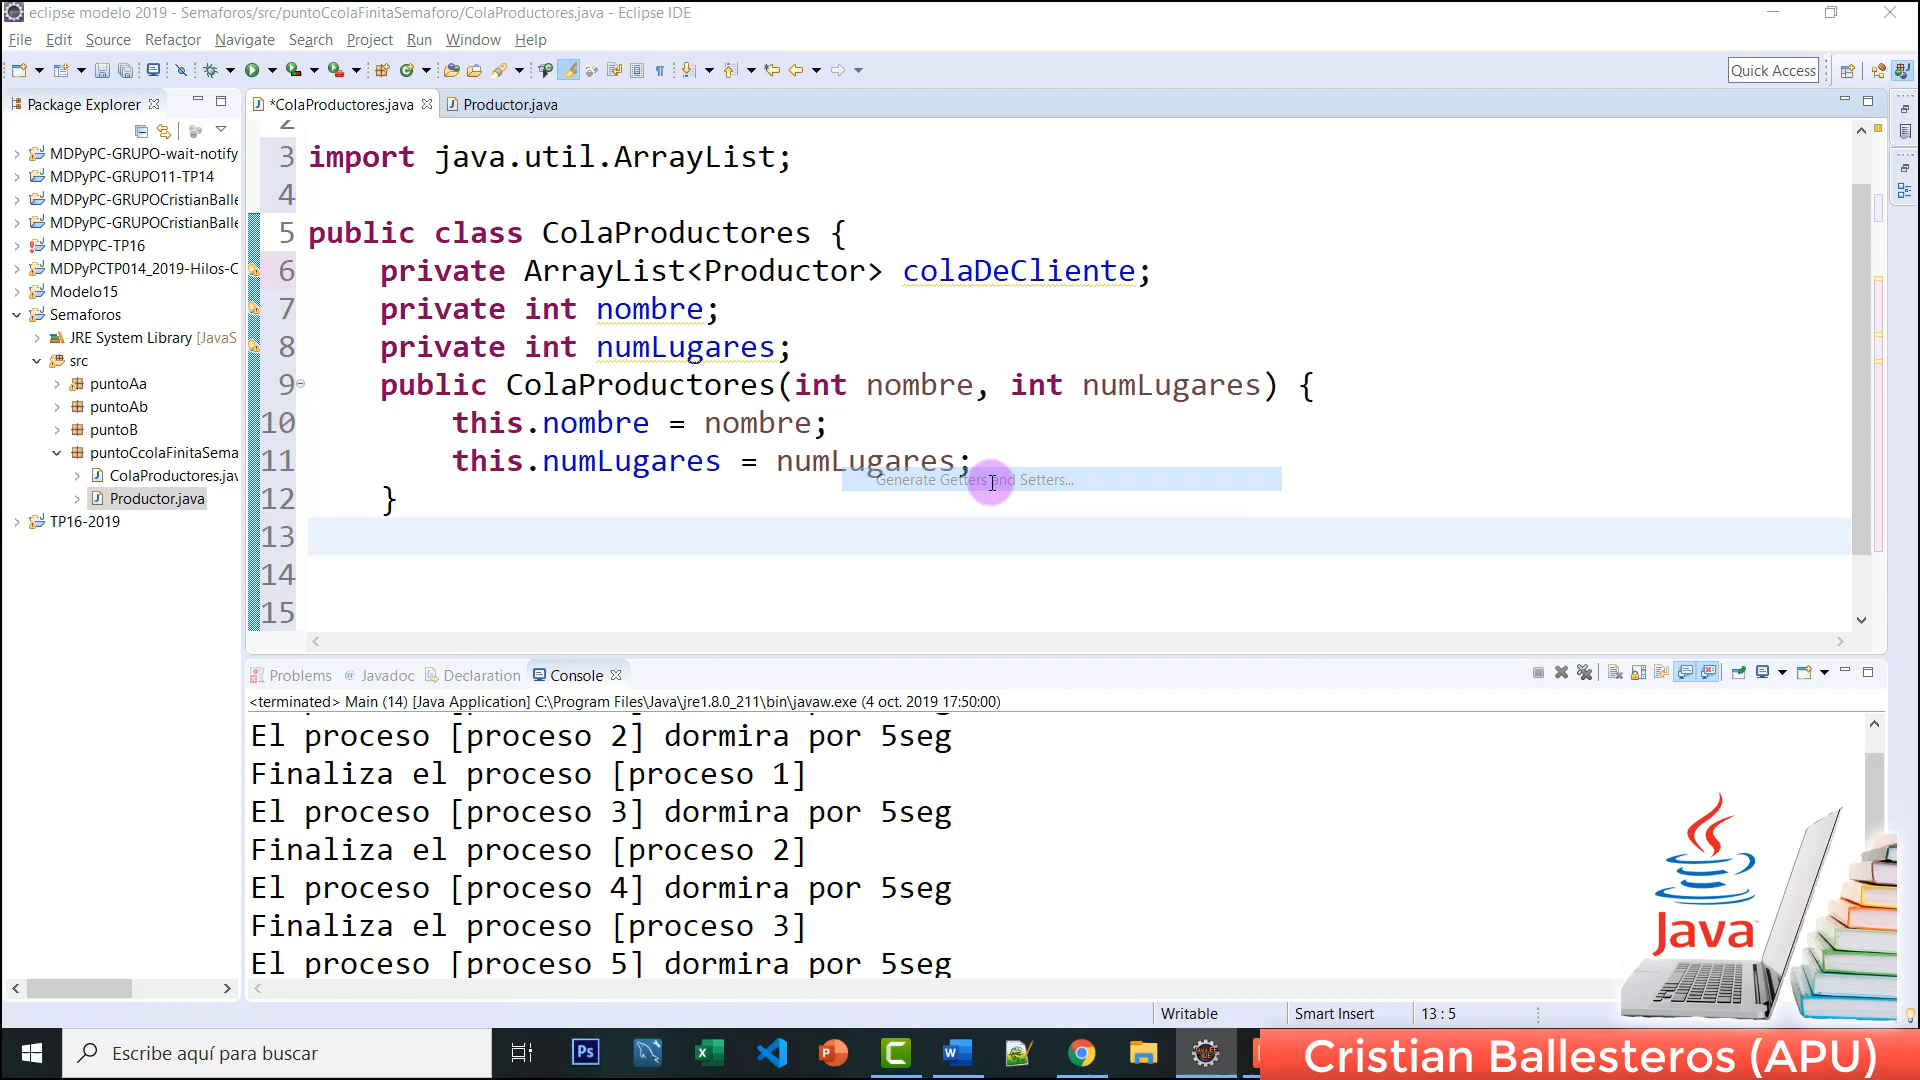 eclipse modelo 2019 - Semaforos/src/puntoCcolaFinitaSemaforo/ColaProductores.java - Eclipse IDE
File Edit Source Refactor Navigate Search Project Run Window Help
Quick Access
Package Explorer
*ColaProductores.java
Productor.java
MDPyPC-GRUPO-wait-notify
MDPyPC-GRUPO11-TP14
MDPyPC-GRUPOCristianBalle
MDPyPC-GRUPOCristianBalle
MDPYPC-TP16
MDPyPCTP014_2019-Hilos-C
Modelo15
Semaforos
JRE System Library [JavaS
src
puntoAa
puntoAb
puntoB
puntoCcolaFinitaSema
ColaProductores.jav
Productor.java
TP16-2019
2
3 import java.util.ArrayList;
4
5 public class ColaProductores {
6 private ArrayList<Productor> colaDeCliente;
7 private int nombre;
8 private int numLugares;
9 public ColaProductores(int nombre, int numLugares) {
10 this.nombre = nombre;
11 this.numLugares = numLugares;
Generate Getters and Setters...
12 }
13
14
15
Problems Javadoc Declaration Console
<terminated> Main (14) [Java Application] C:\Program Files\Java\jre1.8.0_211\bin\javaw.exe (4 oct. 2019 17:50:00)
El proceso [proceso 2] dormira por 5seg
Finaliza el proceso [proceso 1]
El proceso [proceso 3] dormira por 5seg
Finaliza el proceso [proceso 2]
El proceso [proceso 4] dormira por 5seg
Finaliza el proceso [proceso 3]
El proceso [proceso 5] dormira por 5seg
Java
Writable
Smart Insert
13 : 5
Escribe aquí para buscar
Cristian Ballesteros (APU)